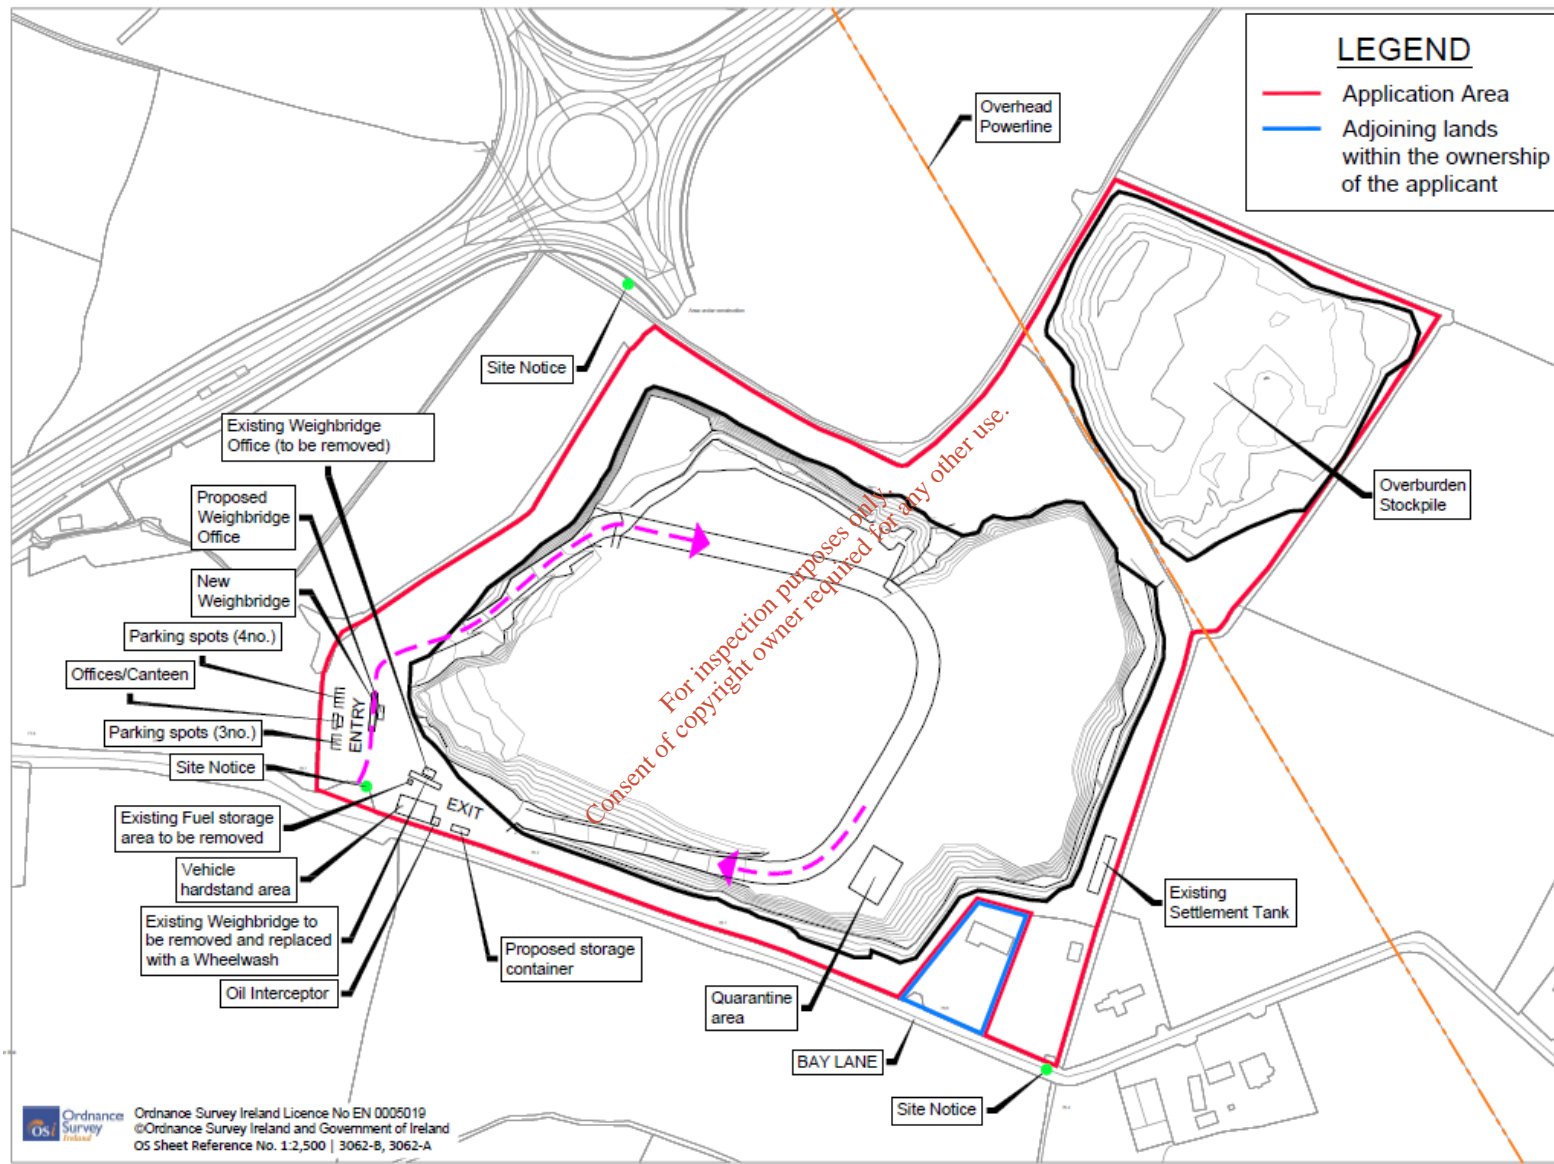 LEGEND
Application Area
Adjoining lands
within the ownership
of the applicant
Overhead
Powerline
Site Notice
Existing Weighbridge
Office (to be removed)
Proposed
Weighbridge
Office
New
Weighbridge
Parking spots (4no.)
Offices/Canteen
Parking spots (3no.)
Site Notice
Existing Fuel storage
area to be removed
Vehicle
hardstand area
Existing Weighbridge to
be removed and replaced
with a Wheelwash
Oil Interceptor
ENTRY
EXIT
Proposed storage
container
Quarantine
area
BAY LANE
Site Notice
Existing
Settlement Tank
Overburden
Stockpile
For inspection purposes only.
Consent of copyright owner required for any other use.
Area under construction
osi
Ordnance
Survey
Ireland
Ordnance Survey Ireland Licence No EN 0005019
©Ordnance Survey Ireland and Government of Ireland
OS Sheet Reference No. 1:2,500 | 3062-B, 3062-A